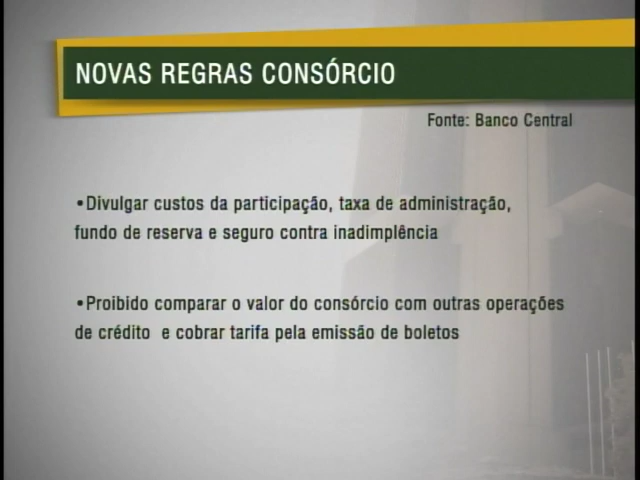 NOVAS REGRAS CONSÓRCIO
Fonte: Banco Central
•Divulgar custos da participação, taxa de administração,
fundo de reserva e seguro contra inadimplência
•Proibido comparar o valor do consórcio com outras operações
de crédito e cobrar tarifa pela emissão de boletos